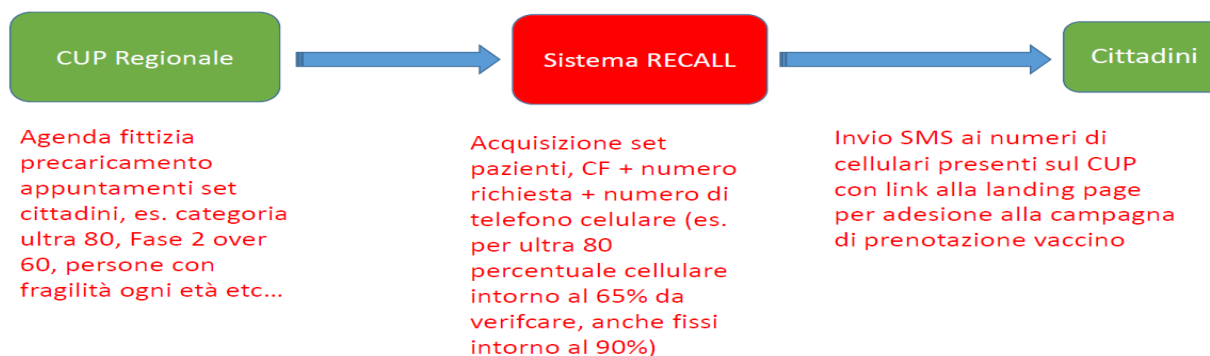 CUP Regionale
Sistema RECALL
Cittadini
Agenda fittizia
precaricamento
appuntamenti set
cittadini, es. categoria
ultra 80, Fase 2 over
60, persone con
fragilità ogni età etc...
Acquisizione set
pazienti, CF + numero
richiesta + numero di
telefono celulare (es.
per ultra 80
percentuale cellulare
intorno al 65% da
verifcare, anche fissi
intorno al 90%)
Invio SMS ai numeri di
cellulari presenti sul CUP
con link alla landing page
per adesione alla campagna
di prenotazione vaccino